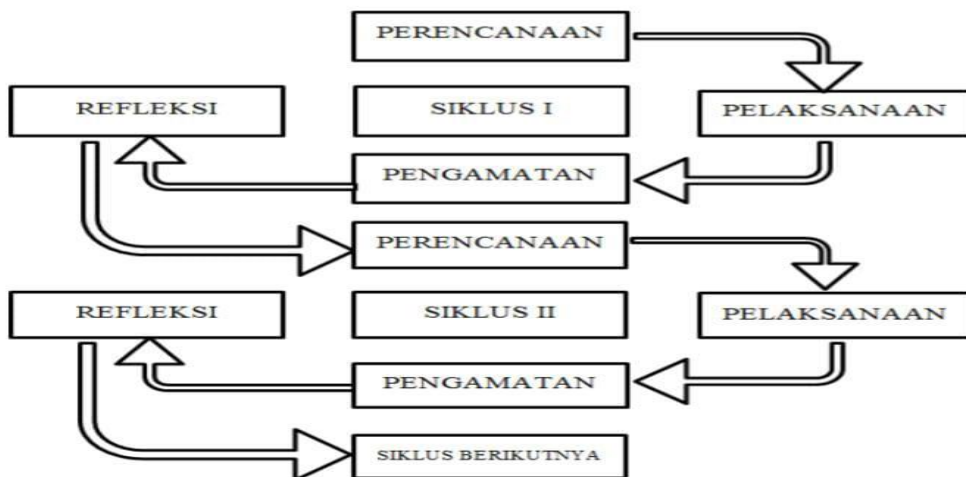 PERENCANAAN
REFLEKSI
SIKLUS I
PELAKSANAAN
PENGAMATAN
PERENCANAAN
REFLEKSI
SIKLUS II
PELAKSANAAN
PENGAMATAN
SIKLUS BERIKUTNYA